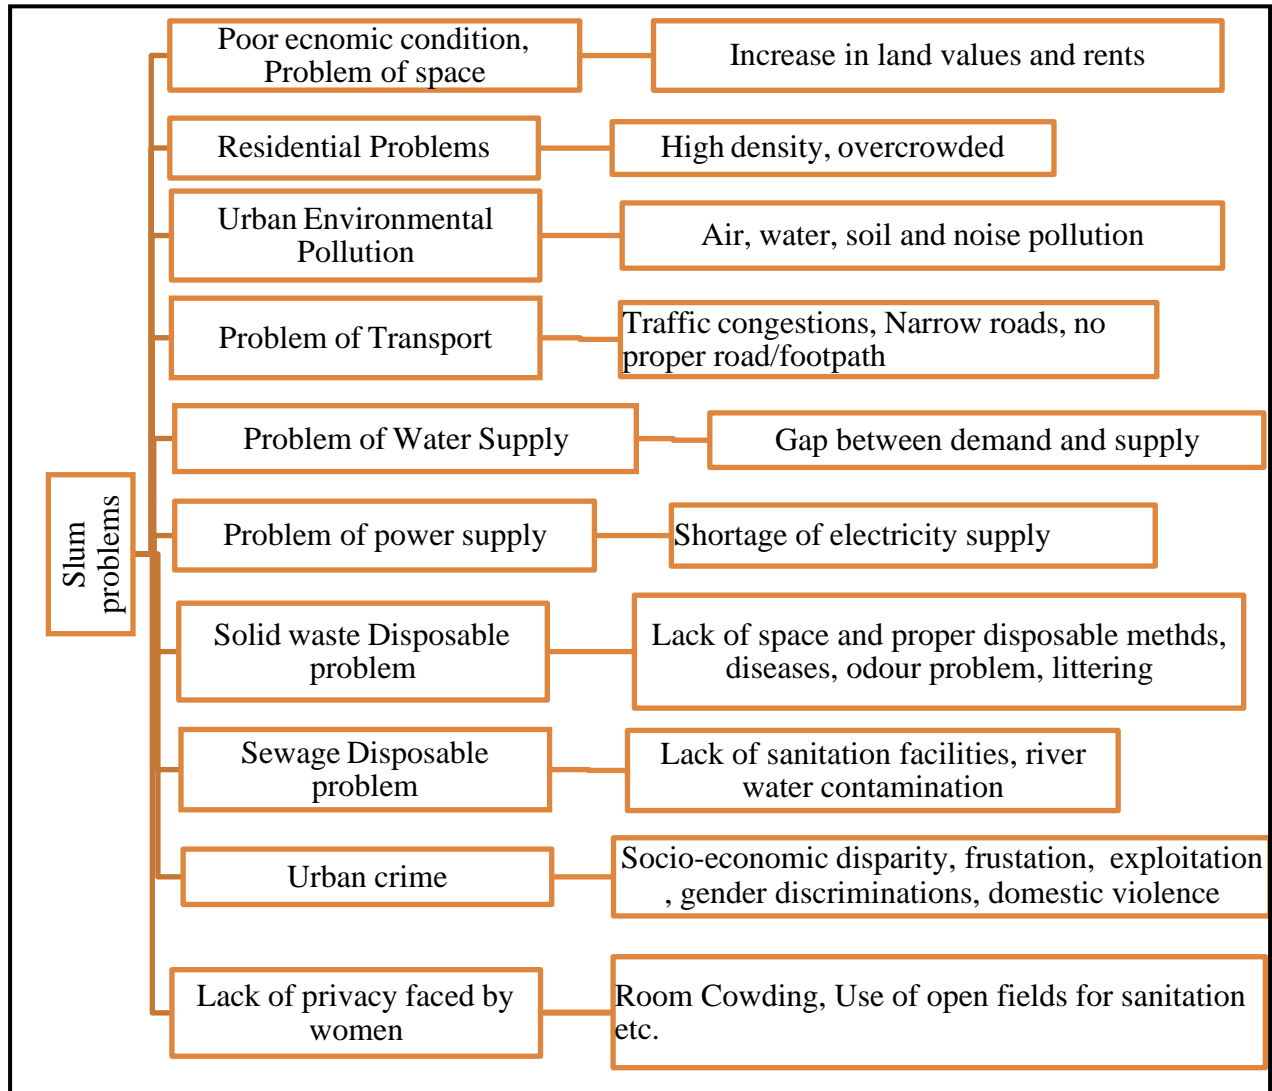 Slum
problems
Poor ecnomic condition,
Problem of space
Increase in land values and rents
Residential Problems
High density, overcrowded
Urban Environmental
Pollution
Air, water, soil and noise pollution
Problem of Transport
Traffic congestions, Narrow roads, no
proper road/footpath
Problem of Water Supply
Gap between demand and supply
Problem of power supply
Shortage of electricity supply
Solid waste Disposable
problem
Lack of space and proper disposable methds,
diseases, odour problem, littering
Sewage Disposable
problem
Lack of sanitation facilities, river
water contamination
Urban crime
Socio-economic disparity, frustation, exploitation
, gender discriminations, domestic violence
Lack of privacy faced by
women
Room Cowding, Use of open fields for sanitation
etc.